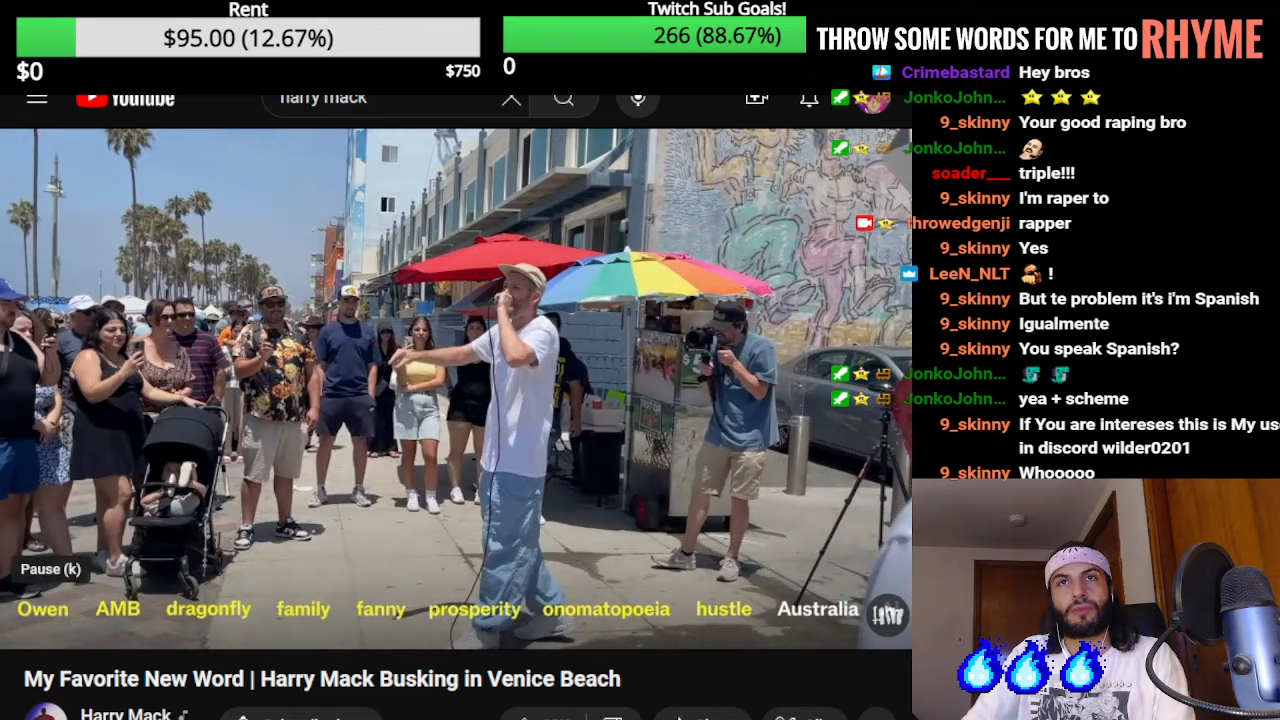 Rent
$95.00 (12.67%)
$0
$750
Twitch Sub Goals!
266 (88.67%)
0
THROW SOME WORDS FOR ME TO RHYME
YouTube
harry mack
Crimebastard Hey bros
JonkoJohn...
9_skinny Your good raping bro
JonkoJohn...
soader___ triple!!!
9_skinny I'm raper to
throwedgenji rapper
9_skinny Yes
LeeN_NLT !
9_skinny But te problem it's i'm Spanish
9_skinny Igualmente
9_skinny You speak Spanish?
JonkoJohn...
JonkoJohn... yea + scheme
9_skinny If You are intereses this is My us
in discord wilder0201
9_skinny Whooooo
Pause (k)
Owen AMB dragonfly family fanny prosperity onomatopoeia hustle Australia
My Favorite New Word | Harry Mack Busking in Venice Beach
Harry Mack